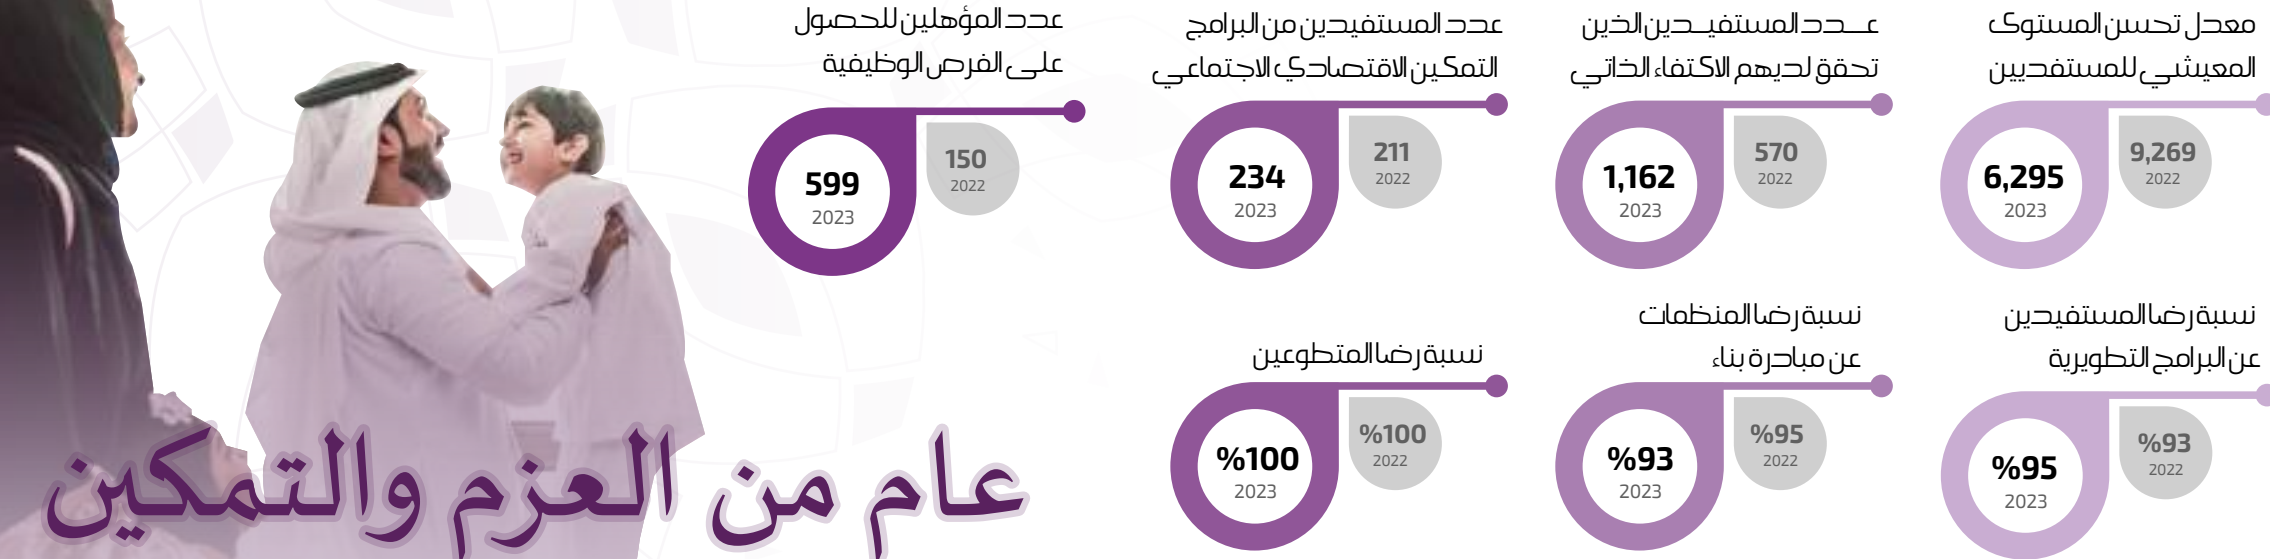 معدل تحسن المستوى
المعيشي للمستفديين
9,269
2022
6,295
2023
عدد المستفيدين الذين
تحقق لديهم الاكتفاء الذاتي
570
2022
1,162
2023
عدد المستفيدين من البرامج
التمكين الاقتصادي الاجتماعي
211
2022
234
2023
عدد المؤهلين للحصول
على الفرص الوظيفية
150
2022
599
2023
نسبة رضا المستفيدين
عن البرامج التطويرية
%93
2022
%95
2023
نسبة رضا المنظمات
عن مبادرة بناء
%95
2022
%93
2023
نسبة رضا المتطوعين
%100
2022
%100
2023
عام من العزم والتمكين